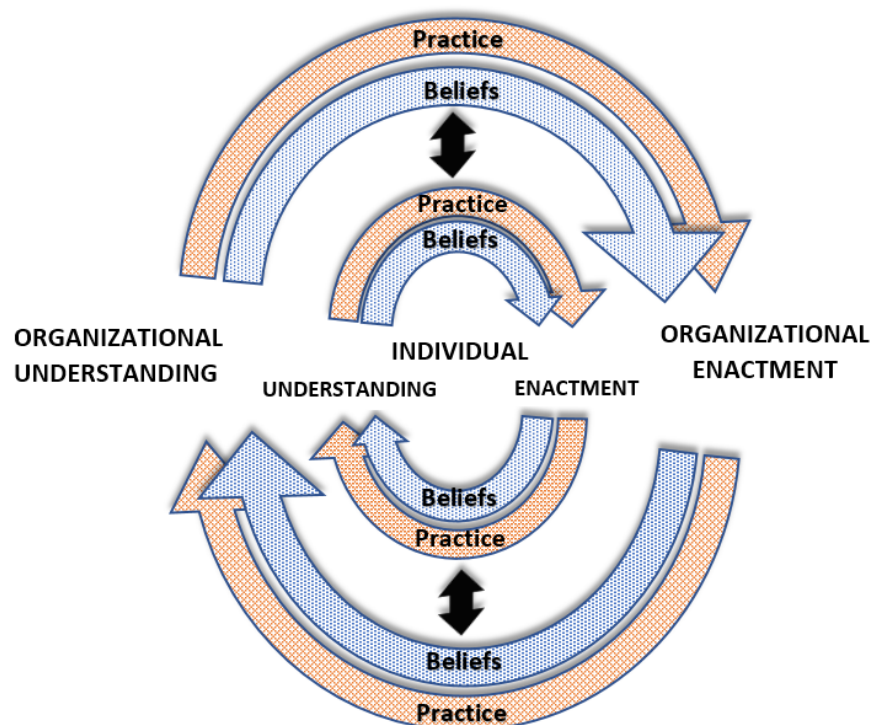 Practice
Beliefs
Practice
Beliefs
ORGANIZATIONAL
UNDERSTANDING
INDIVIDUAL
UNDERSTANDING
ENACTMENT
ORGANIZATIONAL
ENACTMENT
Beliefs
Practice
Beliefs
Practice